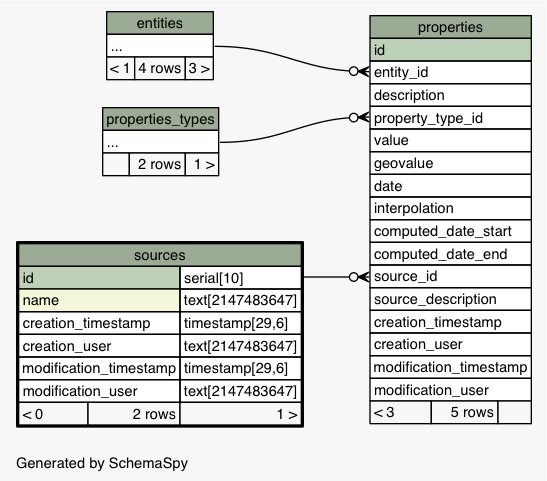 entities
...
< 1 4 rows 3 >
properties_types
...
2 rows 1 >
sources
id serial[10]
name text[2147483647]
creation_timestamp timestamp[29,6]
creation_user text[2147483647]
modification_timestamp timestamp[29,6]
modification_user text[2147483647]
< 0 2 rows 1 >
properties
id
entity_id
description
property_type_id
value
geovalue
date
interpolation
computed_date_start
computed_date_end
source_id
source_description
creation_timestamp
creation_user
modification_timestamp
modification_user
< 3 5 rows
Generated by SchemaSpy